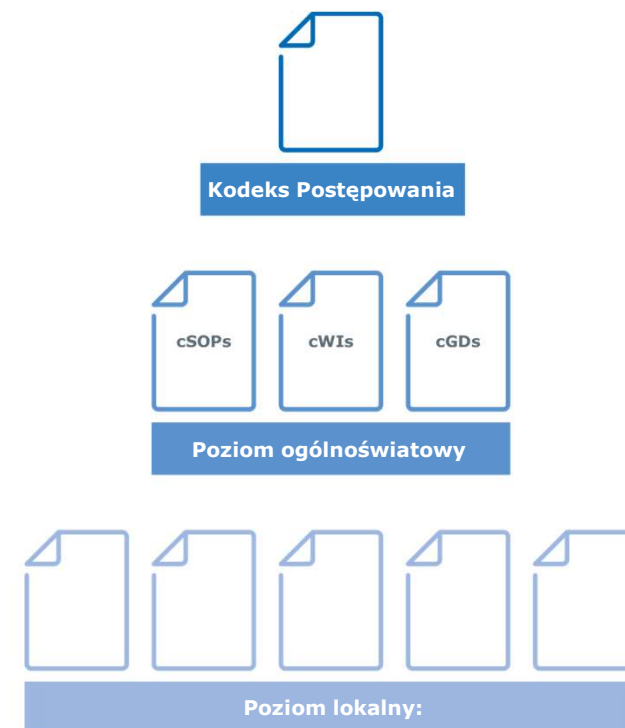 Kodeks Postępowania
cSOPs cWIs cGDs
Poziom ogólnoświatowy
Poziom lokalny: